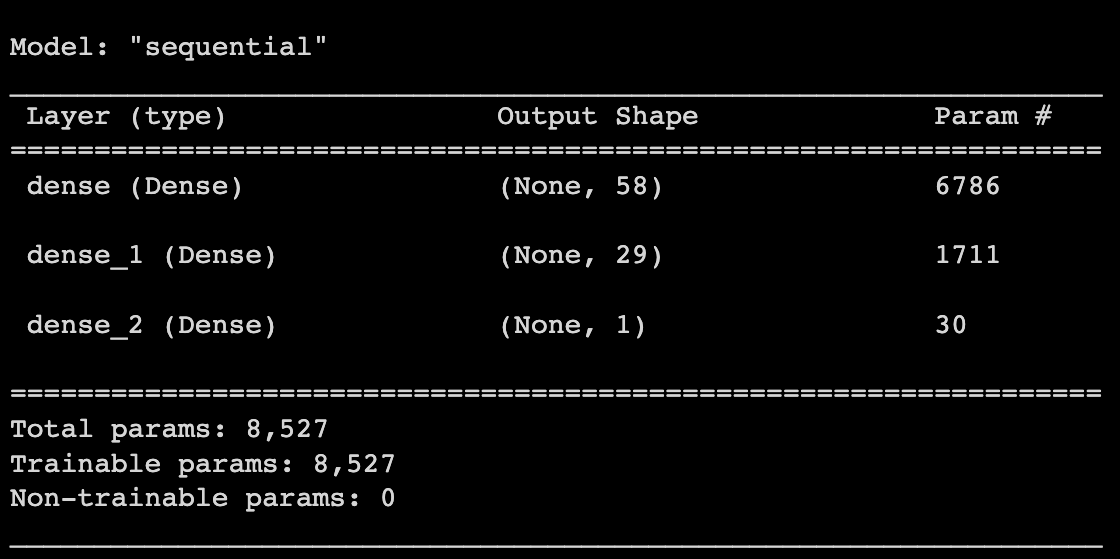 Model: "sequential"
Layer (type) Output Shape Param #
dense (Dense) (None, 58) 6786
dense_1 (Dense) (None, 29) 1711
dense_2 (Dense) (None, 1) 30
Total params: 8,527
Trainable params: 8,527
Non-trainable params: 0